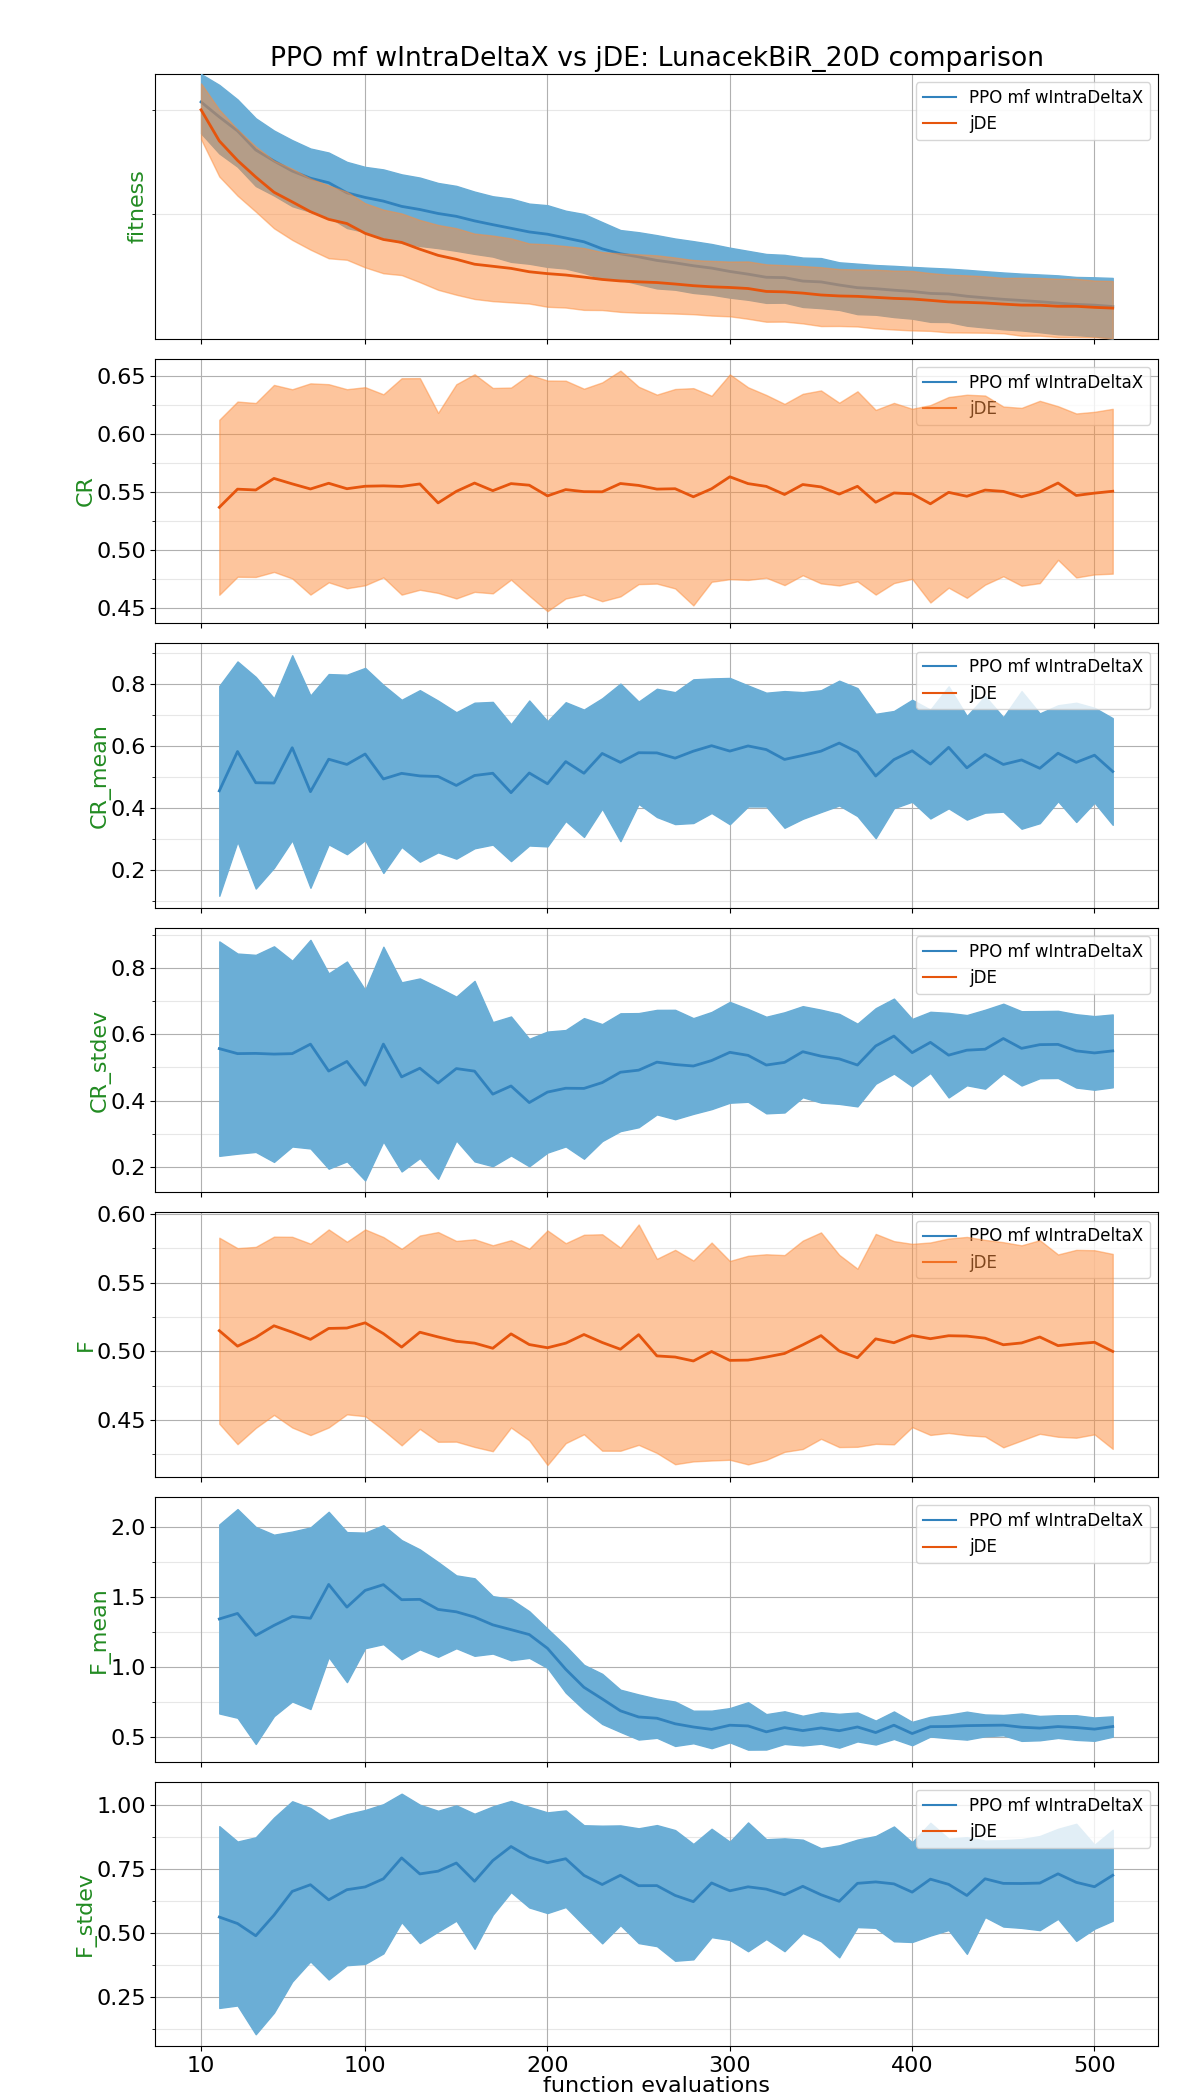 PPO mf wIntraDeltaX vs jDE: LunacekBiR_20D comparison
fitness
PPO mf wIntraDeltaX
jDE
CR
0.65
0.60
0.55
0.50
0.45
PPO mf wIntraDeltaX
jDE
CR_mean
0.8
0.6
0.4
0.2
PPO mf wIntraDeltaX
jDE
CR_stdev
0.8
0.6
0.4
0.2
PPO mf wIntraDeltaX
jDE
F
0.60
0.55
0.50
0.45
PPO mf wIntraDeltaX
jDE
F_mean
2.0
1.5
1.0
0.5
PPO mf wIntraDeltaX
jDE
F_stdev
1.00
0.75
0.50
0.25
PPO mf wIntraDeltaX
jDE
10 100 200 300 400 500
function evaluations